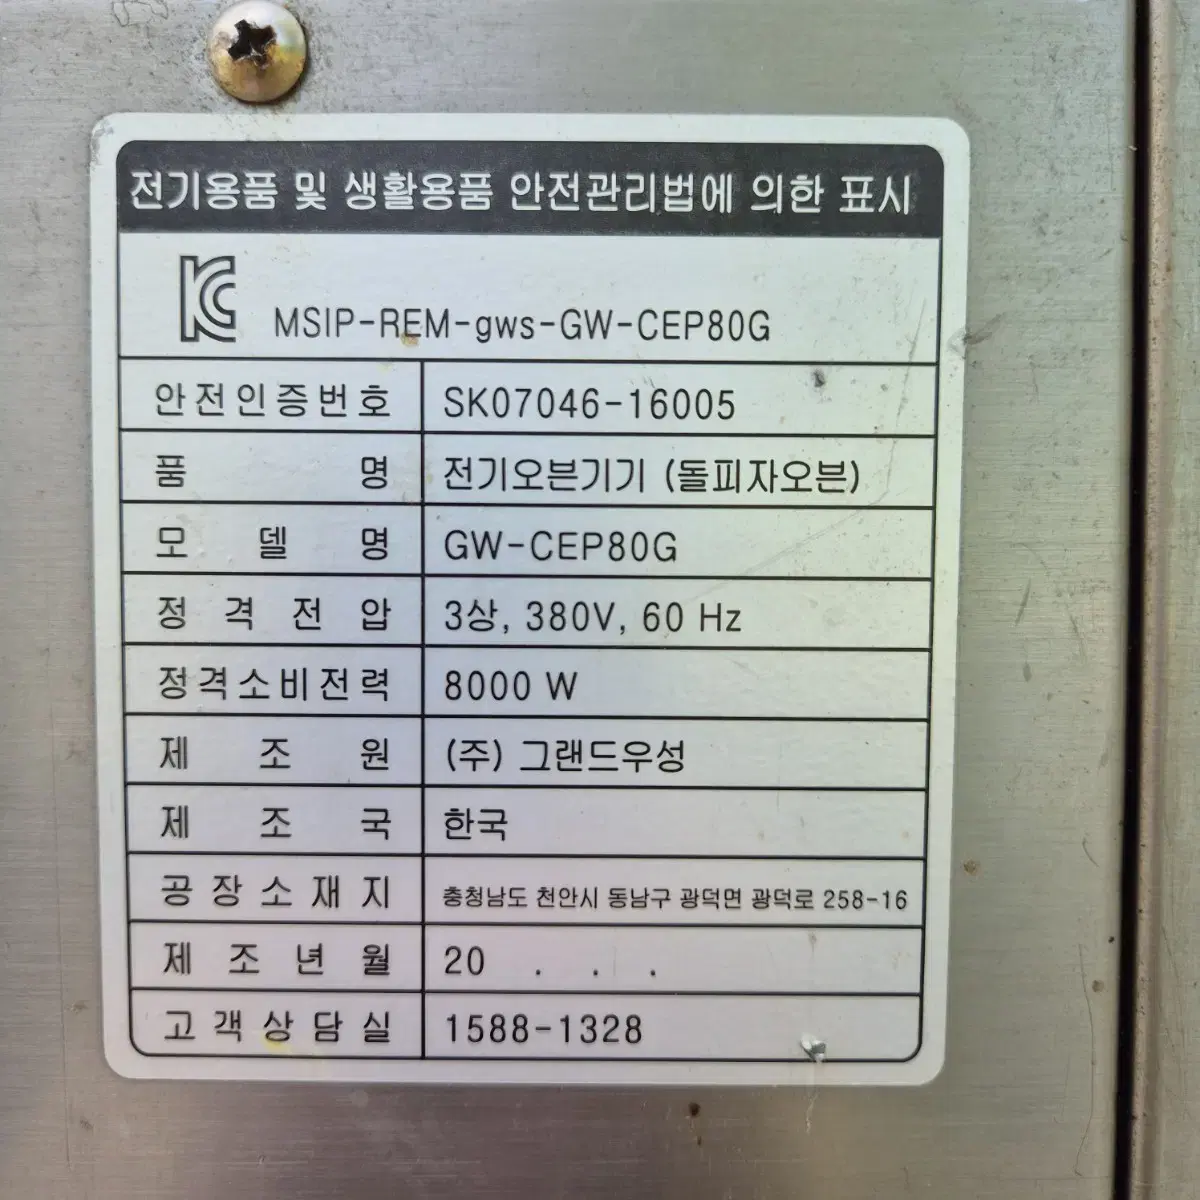 전기용품 및 생활용품 안전관리법에 의한 표시
KC MSIP-REM-gws-GW-CEP80G
안전인증번호 SK07046-16005
품 명 전기오븐기기 (돌피자오븐)
모 델 명 GW-CEP80G
정 격 전 압 3상, 380V, 60 Hz
정격소비전력 8000 W
제 조 원 (주) 그랜드우성
제 조 국 한국
공 장 소 재 지 충청남도 천안시 동남구 광덕면 광덕로 258-16
제 조 년 월 20 . . .
고 객 상 담 실 1588-1328